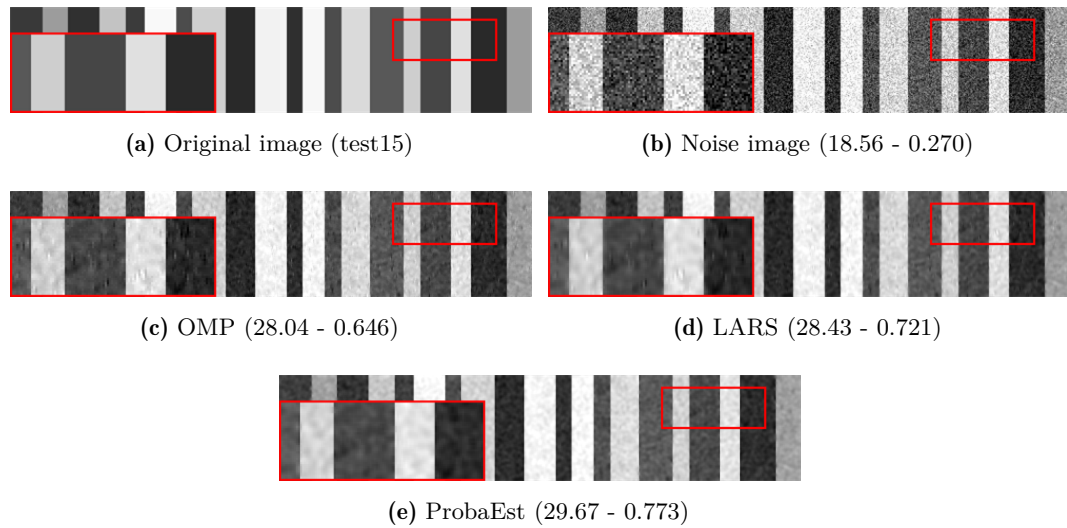 (a) Original image (test15)
(b) Noise image (18.56 - 0.270)
(c) OMP (28.04 - 0.646)
(d) LARS (28.43 - 0.721)
(e) ProbaEst (29.67 - 0.773)